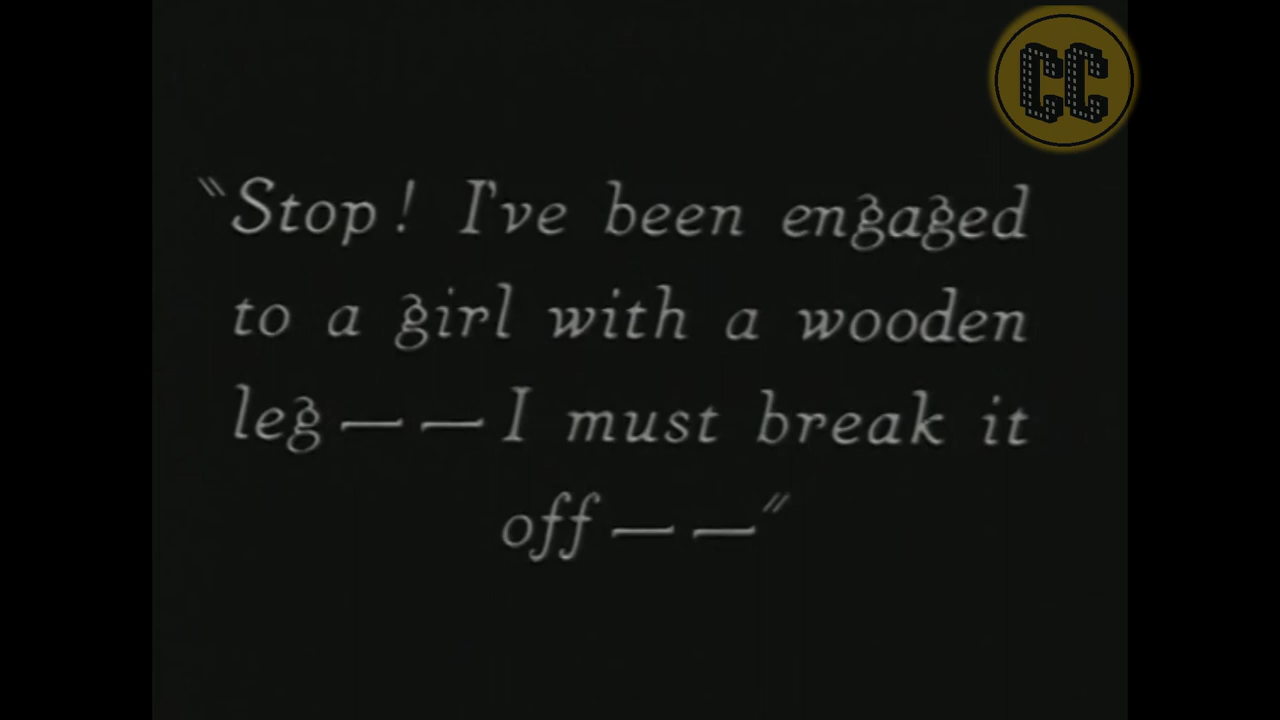 CC
"Stop! I've been engaged
to a girl with a wooden
leg——I must break it
off——"